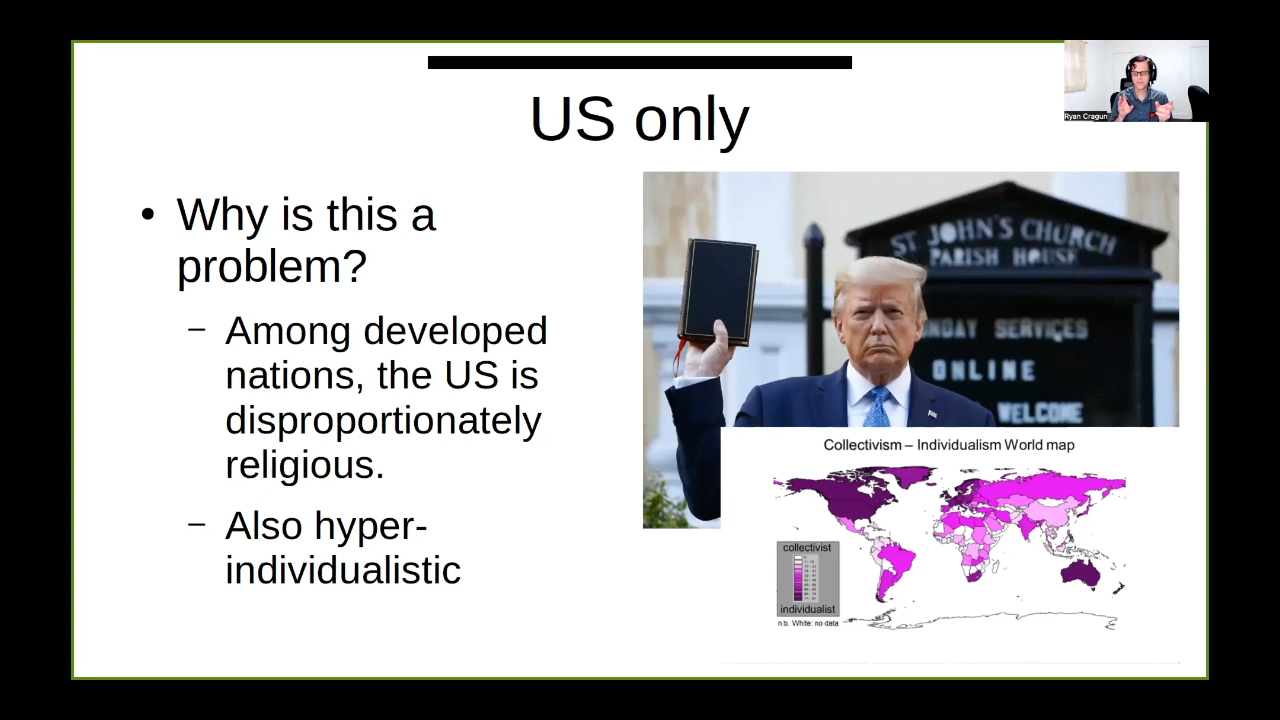 US only
Ryan Cragun
• Why is this a
problem?
– Among developed
nations, the US is
disproportionately
religious.
– Also hyper-
individualistic
ST JOHN'S CHURCH
PARISH HOUSE
SERVICES
ONLINE
WELCOME
Collectivism – Individualism World map
collectivist
individualist
n.b. White: no data